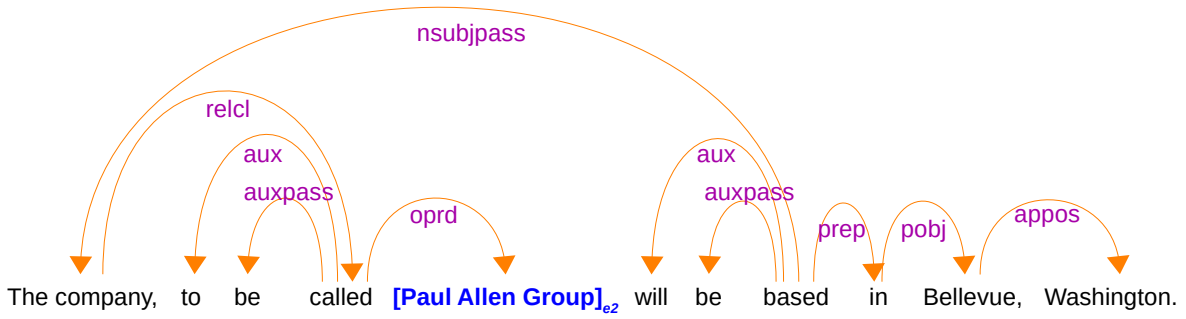 nsubjpass
relcl
aux aux
auxpass auxpass
oprd appos
prep pobj
The company, to be called [Paul Allen Group]e2 will be based in Bellevue, Washington.